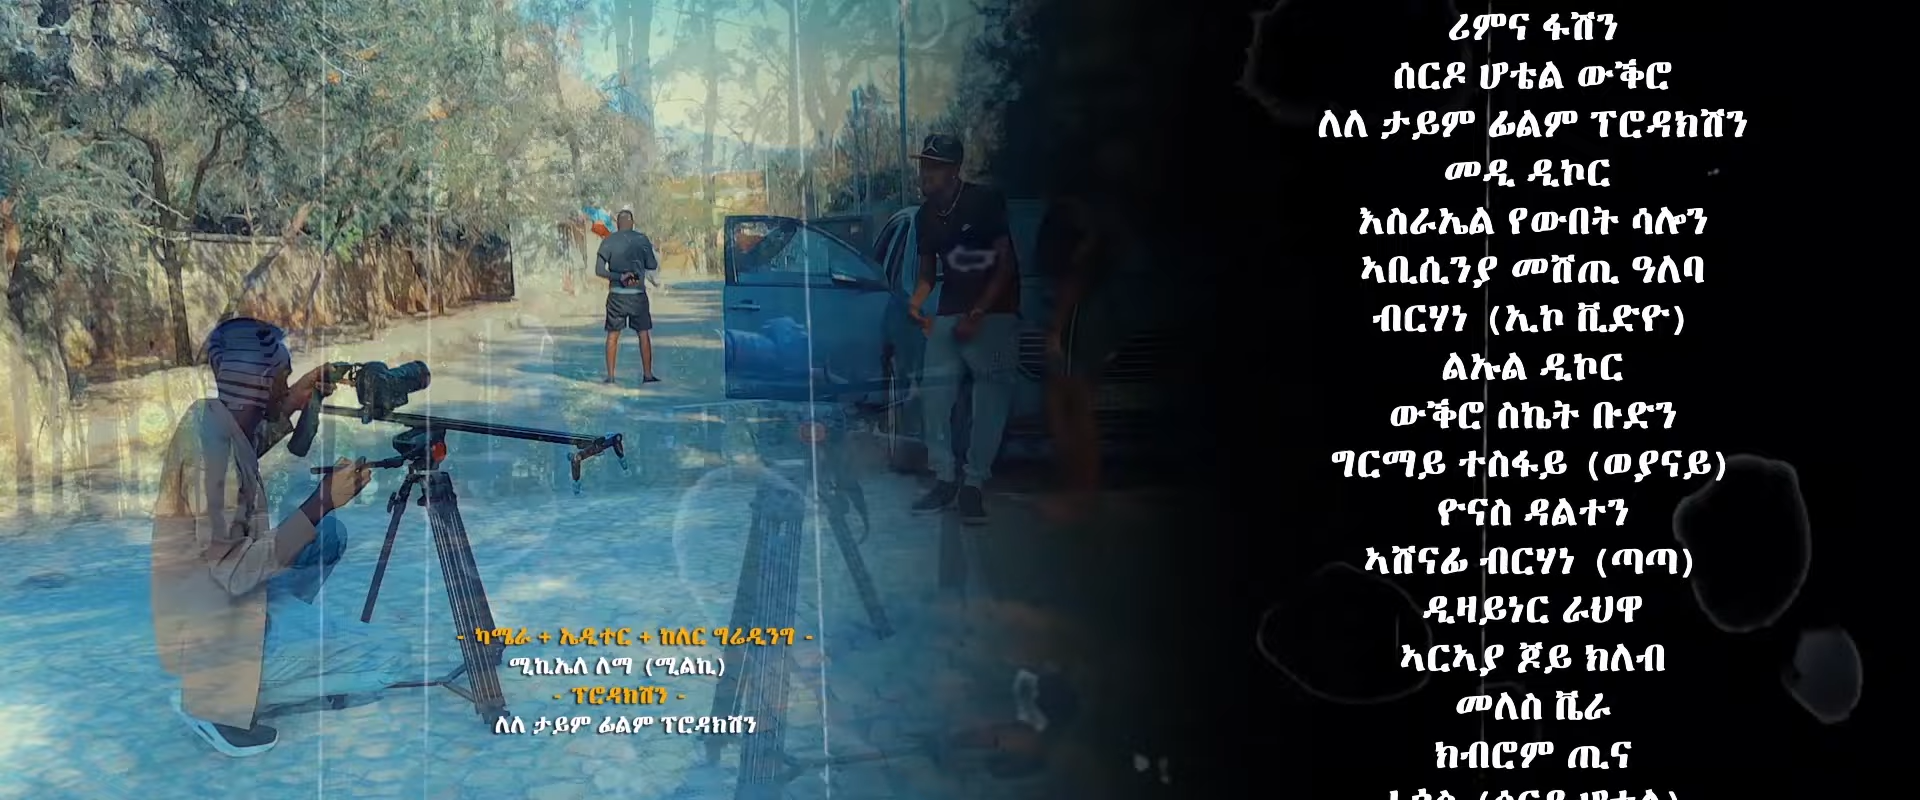 - ካሜራ + ኤዲተር + ከለር ግሬዲንግ -
ሚኪኤለ ለማ (ሚልኪ)
- ፕሮዳክሽን -
ለለ ታይም ፊልም ፕሮዳክሽን
ሪምና ፋሽን
ሰርዶ ሆቴል ውቕሮ
ለለ ታይም ፊልም ፕሮዳክሽን
መዲ ዲኮር
እስራኤል የውበት ሳሎን
ኣቢሲንያ መሸጢ ዓለባ
ብርሃነ (ኢኮ ቪድዮ)
ልኡል ዲኮር
ውቕሮ ስኬት ቡድን
ግርማይ ተስፋይ (ወያናይ)
ዮናስ ዳልተን
ኣሸናፊ ብርሃነ (ጣጣ)
ዲዛይነር ራህዋ
ኣርኣያ ጆይ ክለብ
መለስ ቬራ
ክብሮም ጢና